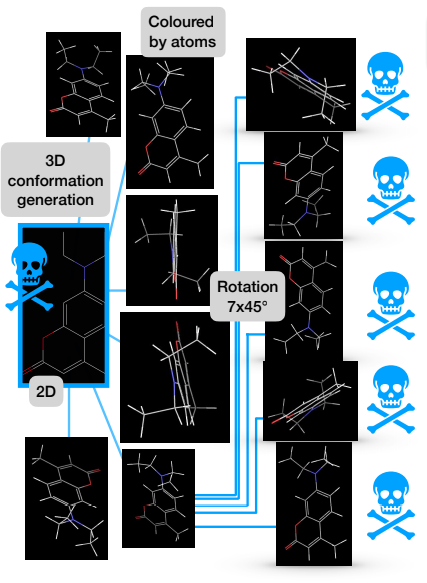 Coloured
by atoms
3D
conformation
generation
Rotation
7x45°
2D